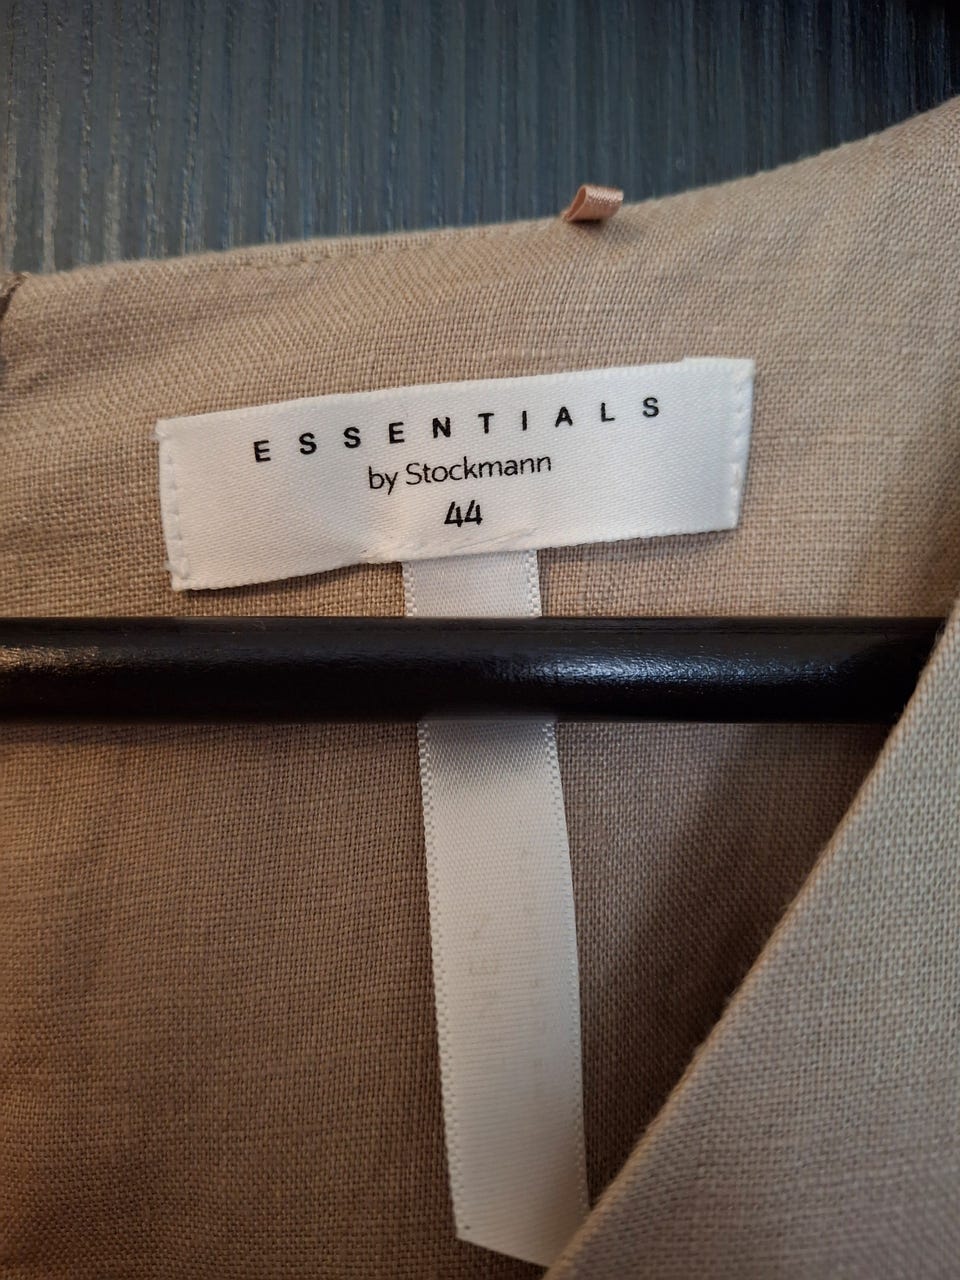 ESSENTIALS
by Stockmann
44